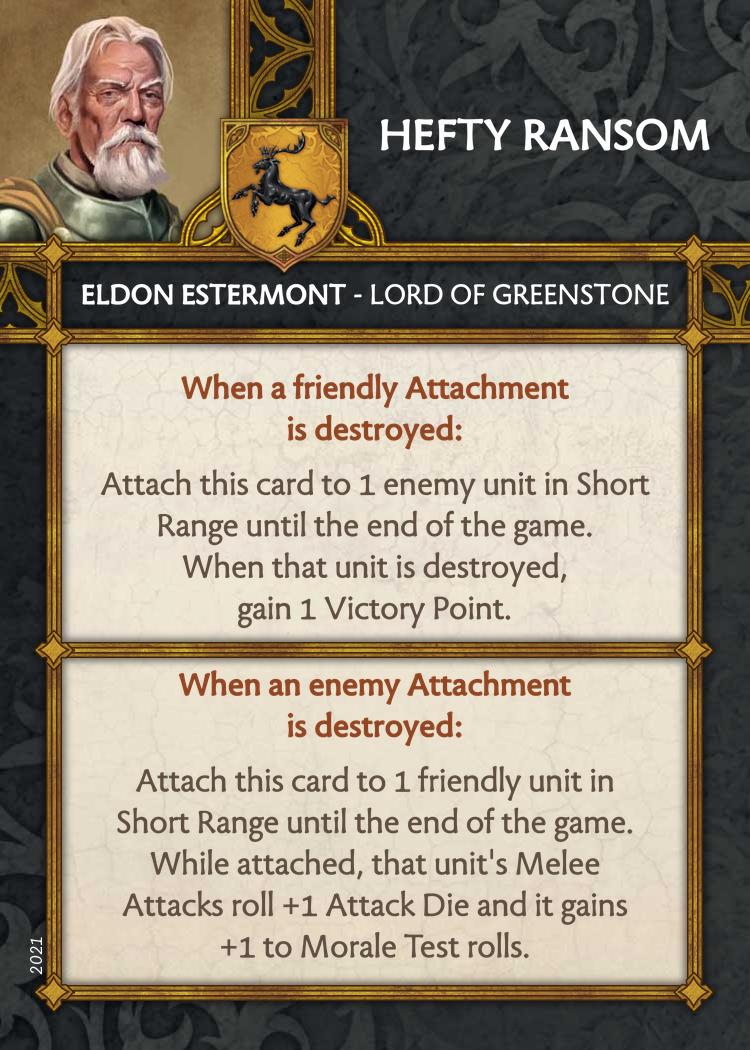 HEFTY RANSOM
ELDON ESTERMONT - LORD OF GREENSTONE
When a friendly Attachment
is destroyed:
Attach this card to 1 enemy unit in Short
Range until the end of the game.
When that unit is destroyed,
gain 1 Victory Point.
When an enemy Attachment
is destroyed:
Attach this card to 1 friendly unit in
Short Range until the end of the game.
While attached, that unit's Melee
Attacks roll +1 Attack Die and it gains
+1 to Morale Test rolls.
2021